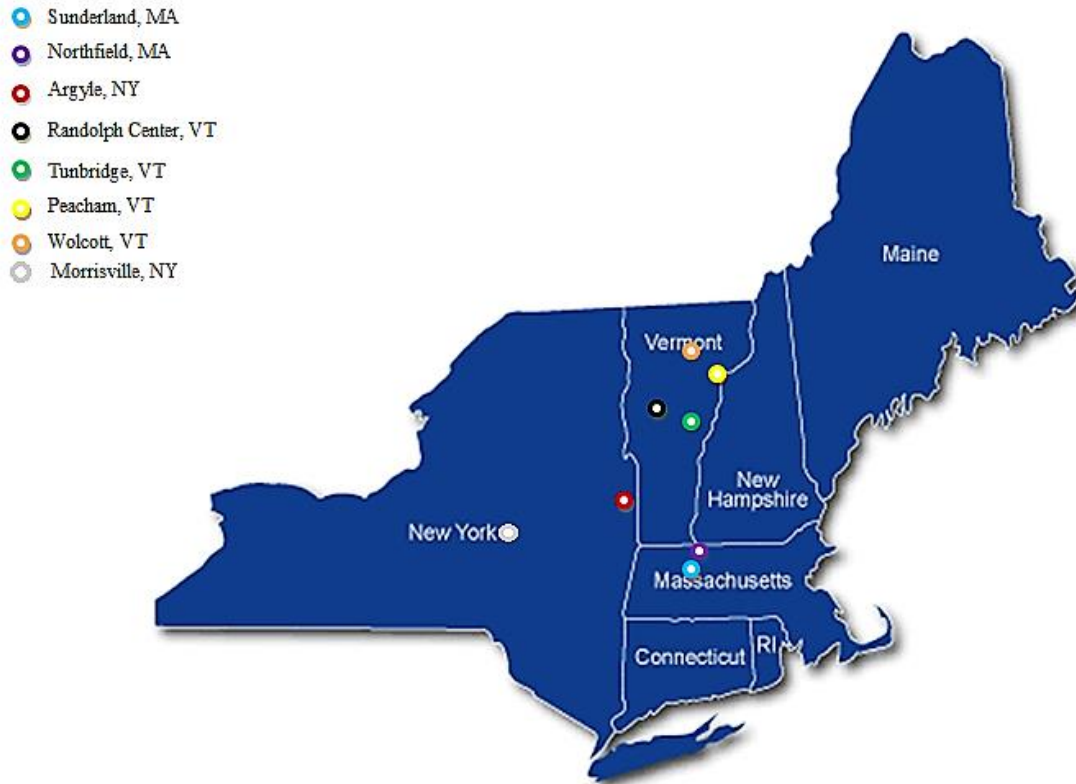 Sunderland, MA
Northfield, MA
Argyle, NY
Randolph Center, VT
Tunbridge, VT
Peacham, VT
Wolcott, VT
Morrisville, NY
Maine
Vermont
New
Hampshire
New York
Massachusetts
Connecticut
RI